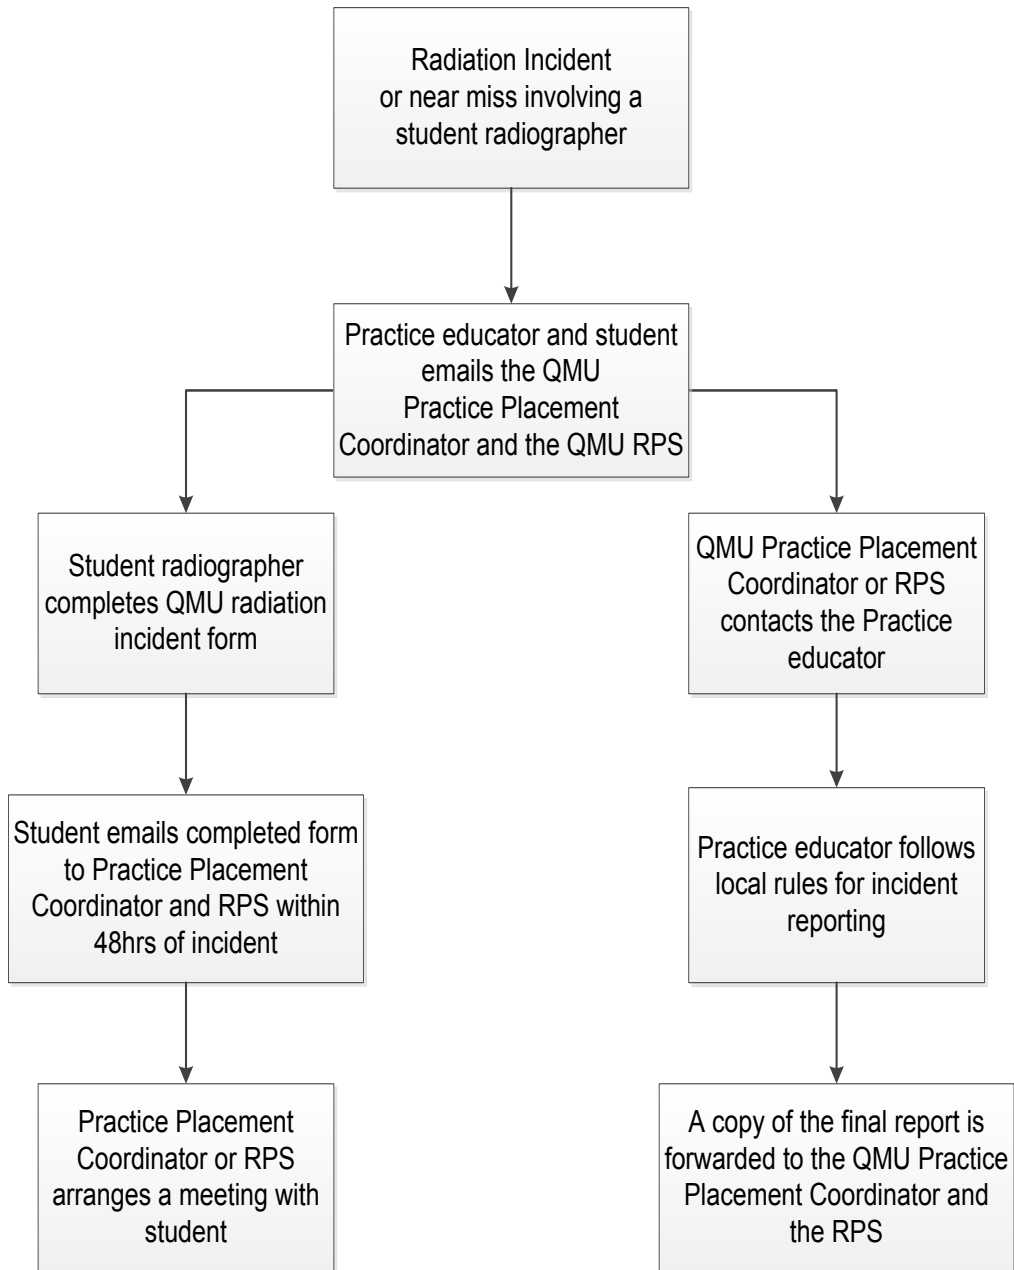 Radiation Incident
or near miss involving a
student radiographer
Practice educator and student
emails the QMU
Practice Placement
Coordinator and the QMU RPS
Student radiographer
completes QMU radiation
incident form
Student emails completed form
to Practice Placement
Coordinator and RPS within
48hrs of incident
Practice Placement
Coordinator or RPS
arranges a meeting with
student
QMU Practice Placement
Coordinator or RPS
contacts the Practice
educator
Practice educator follows
local rules for incident
reporting
A copy of the final report is
forwarded to the QMU Practice
Placement Coordinator and
the RPS